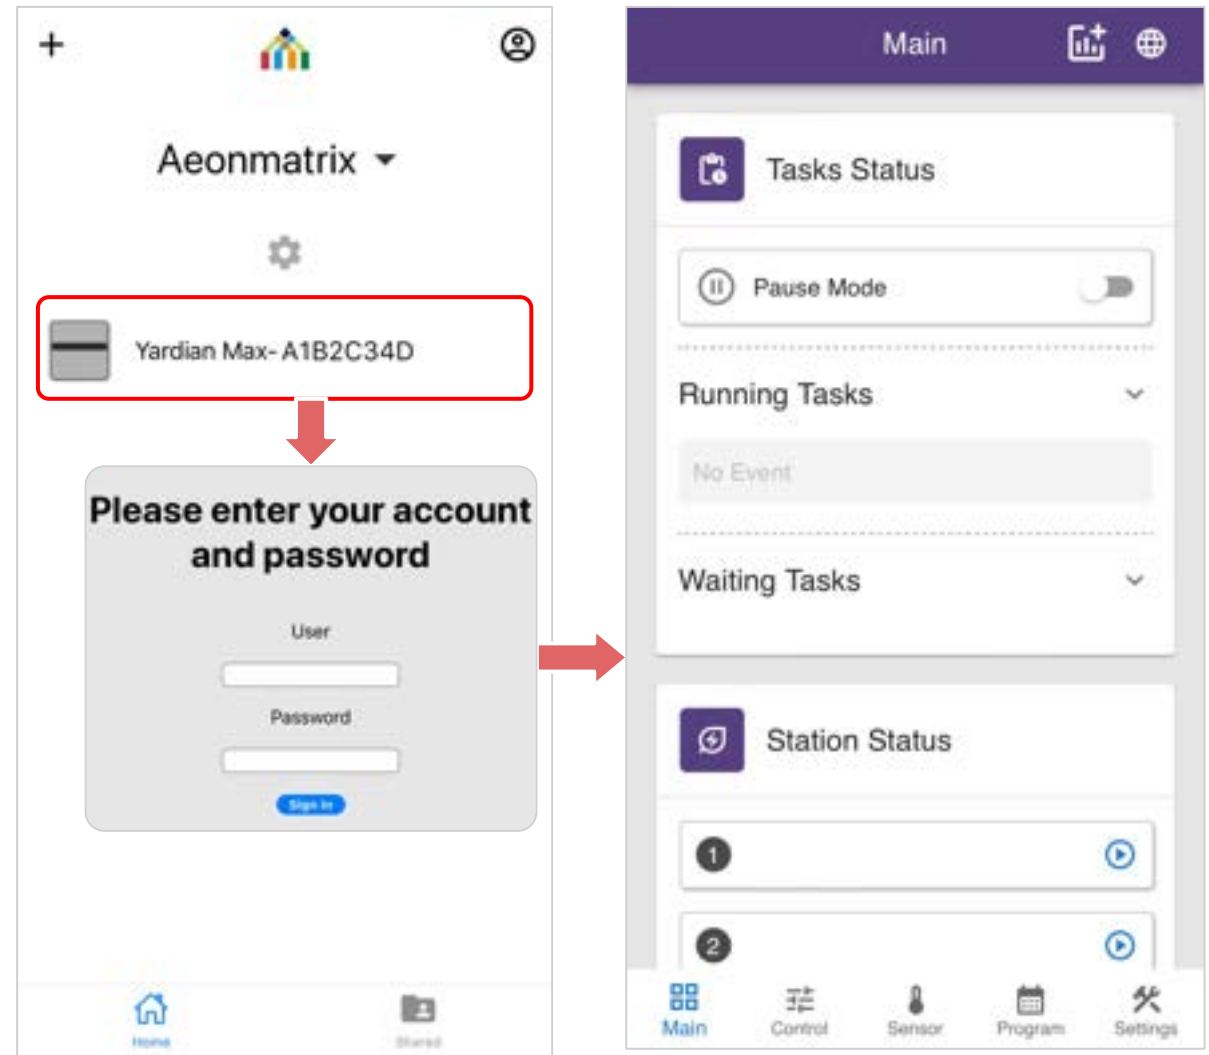 Aeonmatrix
Yardian Max- A1B2C34D
Please enter your account
and password
User
Password
Sign in
Home
Shared
Main
Tasks Status
Pause Mode
Running Tasks
No Event
Waiting Tasks
Station Status
1
2
Main
Control
Sensor
Program
Settings